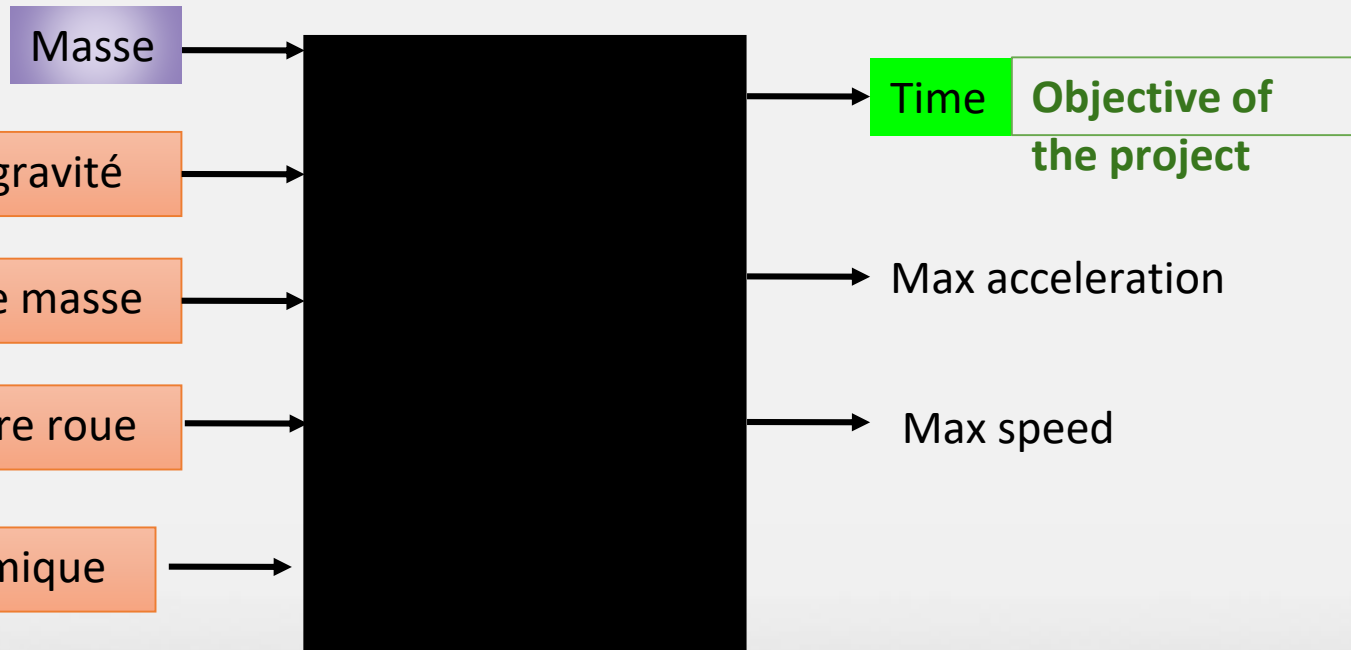 Masse
gravité
e masse
re roue
mique
Time
Objective of
the project
Max acceleration
Max speed